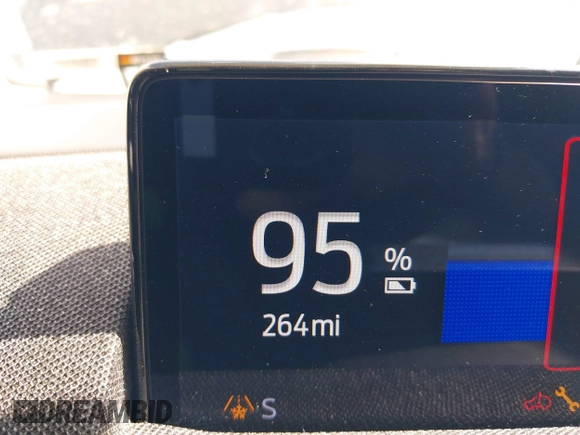 95 %
264mi
S
DREAMBID